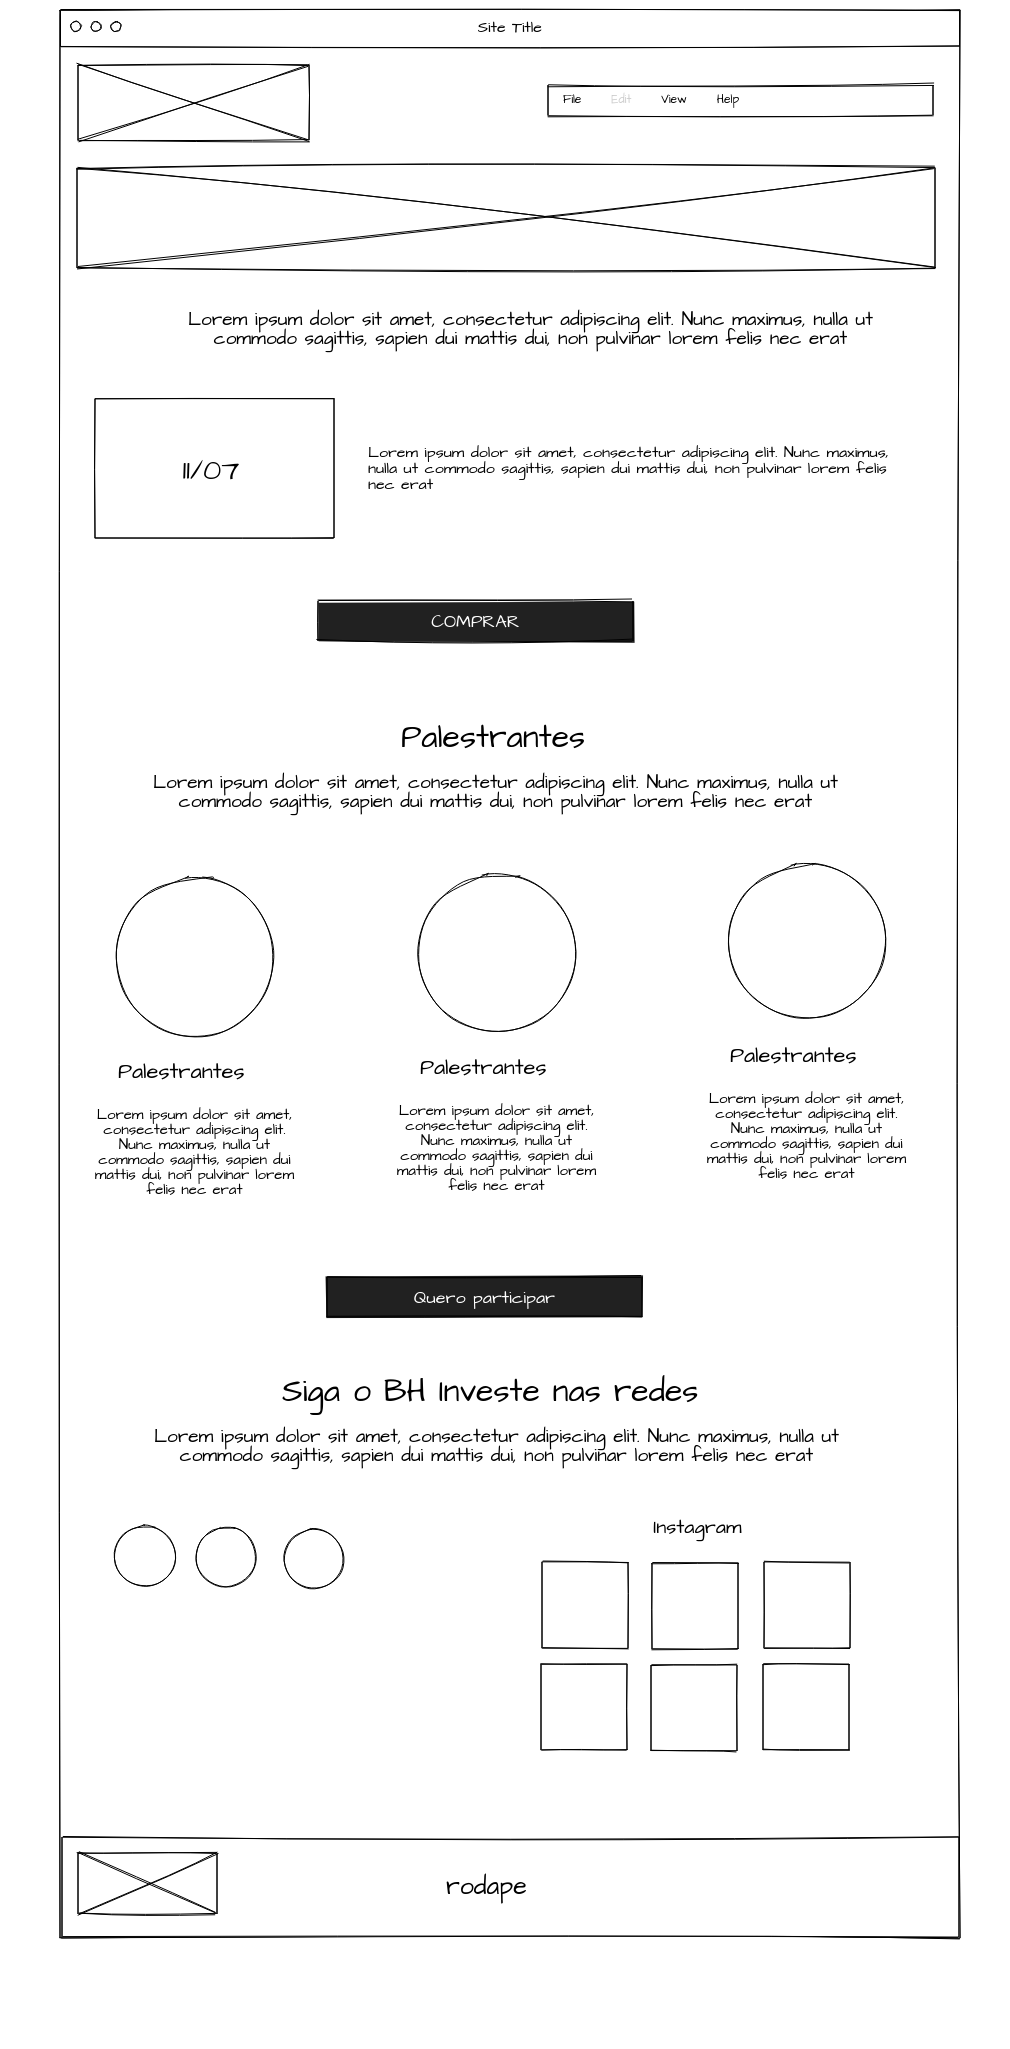 Site Title
File Edit View Help
Lorem ipsum dolor sit amet, consectetur adipiscing elit. Nunc maximus, nulla ut
commodo sagittis, sapien dui mattis dui, non pulvinar lorem felis nec erat
11/07
Lorem ipsum dolor sit amet, consectetur adipiscing elit. Nunc maximus,
nulla ut commodo sagittis, sapien dui mattis dui, non pulvinar lorem felis
nec erat
COMPRAR
Palestrantes
Lorem ipsum dolor sit amet, consectetur adipiscing elit. Nunc maximus, nulla ut
commodo sagittis, sapien dui mattis dui, non pulvinar lorem felis nec erat
Palestrantes
Lorem ipsum dolor sit amet,
consectetur adipiscing elit.
Nunc maximus, nulla ut
commodo sagittis, sapien dui
mattis dui, non pulvinar lorem
felis nec erat
Palestrantes
Lorem ipsum dolor sit amet,
consectetur adipiscing elit.
Nunc maximus, nulla ut
commodo sagittis, sapien dui
mattis dui, non pulvinar lorem
felis nec erat
Palestrantes
Lorem ipsum dolor sit amet,
consectetur adipiscing elit.
Nunc maximus, nulla ut
commodo sagittis, sapien dui
mattis dui, non pulvinar lorem
felis nec erat
Quero participar
Siga o BH Investe nas redes
Lorem ipsum dolor sit amet, consectetur adipiscing elit. Nunc maximus, nulla ut
commodo sagittis, sapien dui mattis dui, non pulvinar lorem felis nec erat
Instagram
rodape